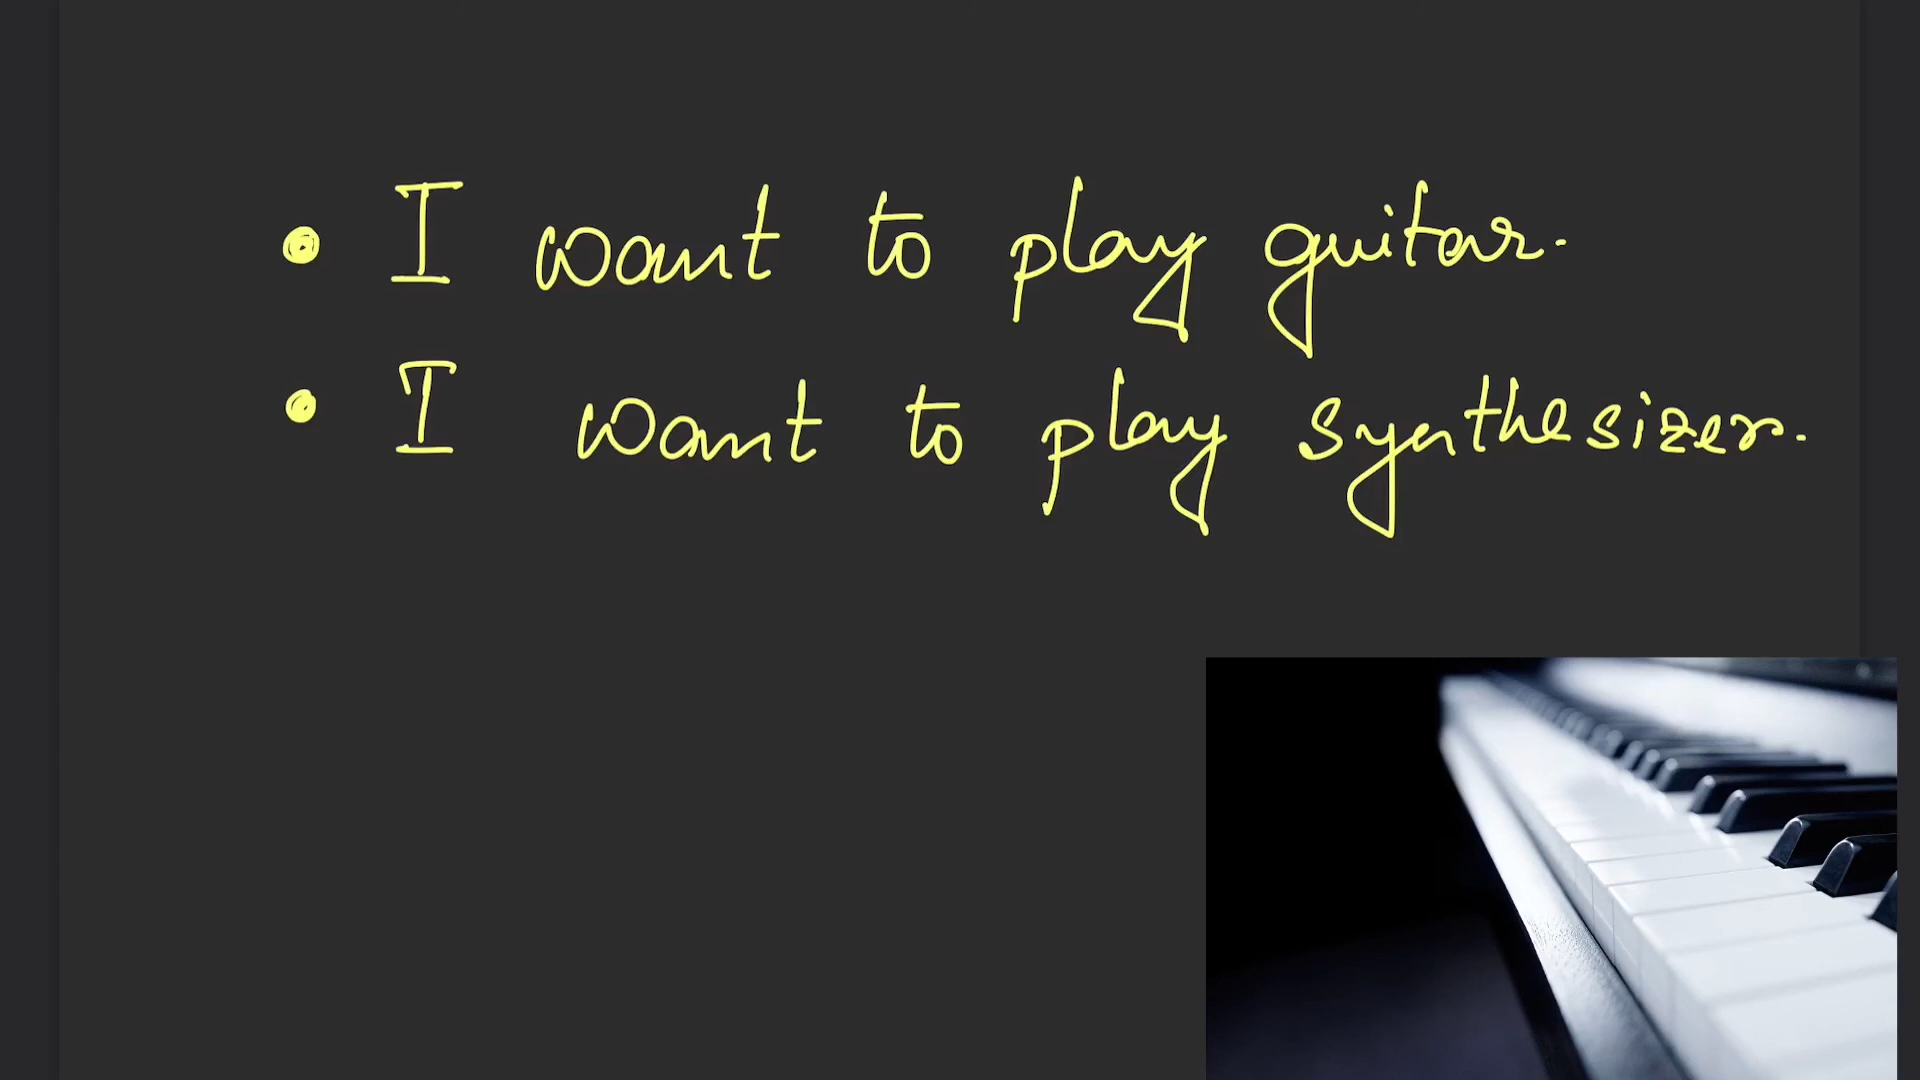 • I want to play guitar.
• I want to play synthesizer.